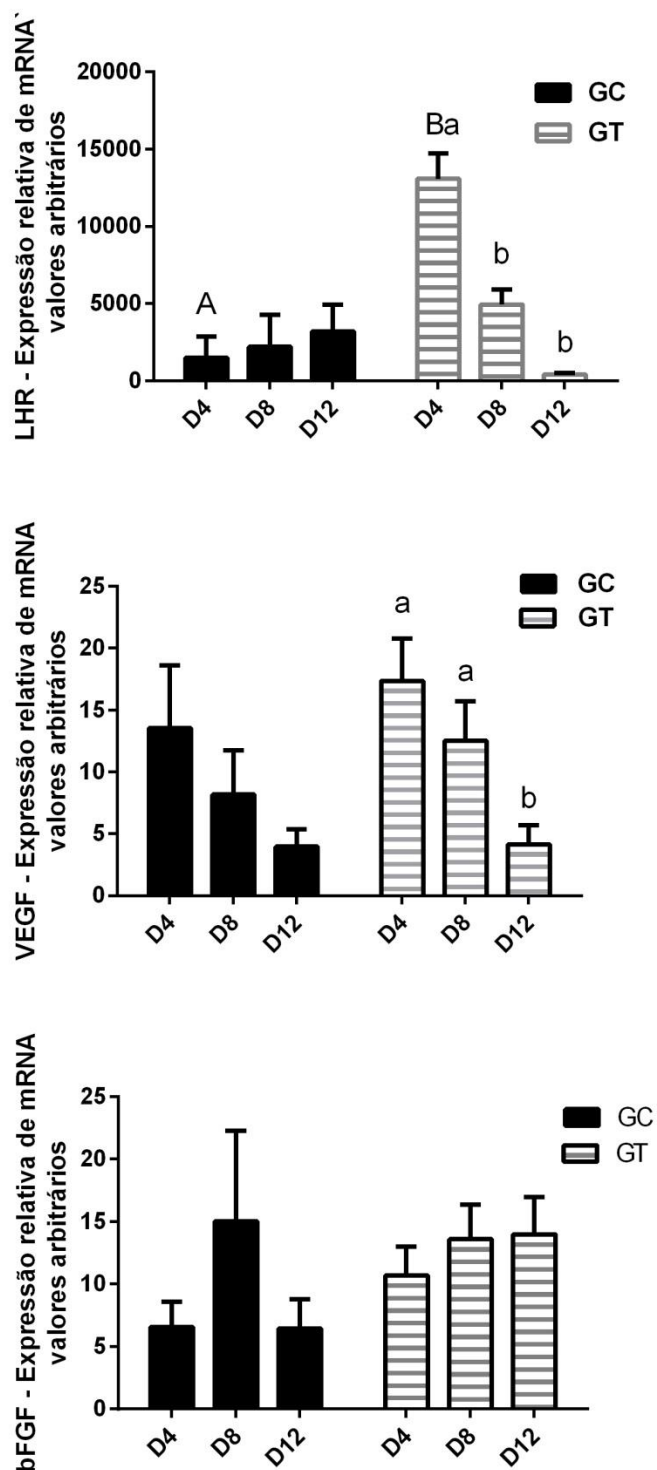 LHR - Expressão relativa de mRNA`
valores arbitrários
20000
15000
10000
5000
0
GC
GT
A
Ba
b
b
D4
D8
D12
D4
D8
D12
VEGF - Expressão relativa de mRNA
valores arbitrários
25
20
15
10
5
0
GC
GT
a
a
b
D4
D8
D12
D4
D8
D12
bFGF - Expressão relativa de mRNA
valores arbitrários
25
20
15
10
5
0
GC
GT
D4
D8
D12
D4
D8
D12